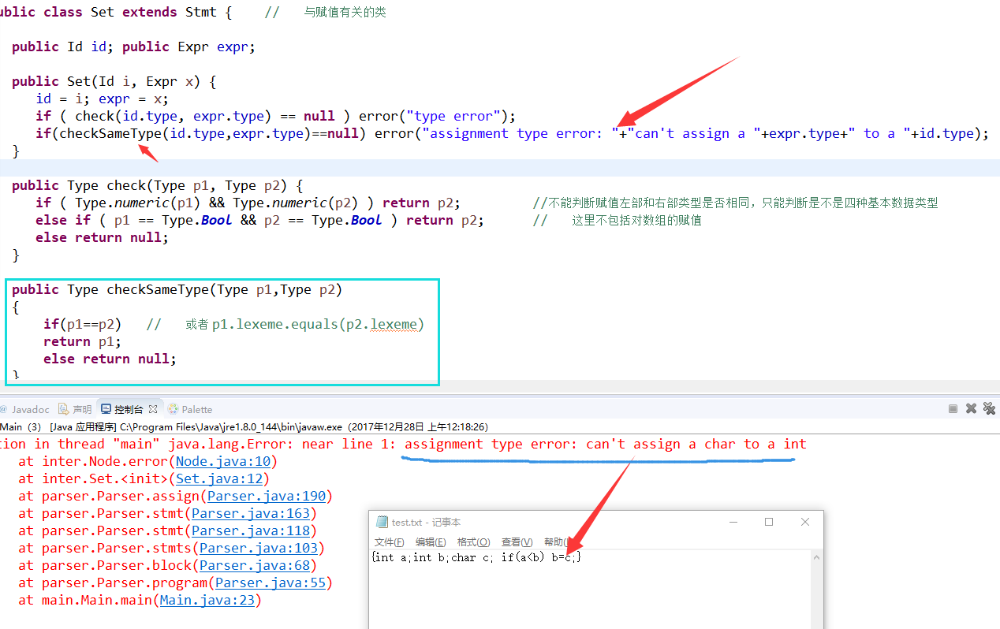 ublic class Set extends Stmt {    //   与赋值有关的类
public Id id; public Expr expr;
public Set(Id i, Expr x) {
id = i; expr = x;
if ( check(id.type, expr.type) == null ) error("type error");
if(checkSameType(id.type,expr.type)==null) error("assignment type error: "+"can't assign a "+expr.type+" to a "+id.type);
}
public Type check(Type p1, Type p2) {
if ( Type.numeric(p1) && Type.numeric(p2) ) return p2;          //不能判断赋值左部和右部类型是否相同，只能判断是不是四种基本数据类型
else if ( p1 == Type.Bool && p2 == Type.Bool ) return p2;       //   这里不包括对数组的赋值
else return null;
}
public Type checkSameType(Type p1,Type p2)
{
if(p1==p2)   //   或者p1.lexeme.equals(p2.lexeme)
return p1;
else return null;
}
@ Javadoc 声明 控制台 Palette
Main（3） [Java 应用程序] C:\Program Files\Java\jre1.8.0_144\bin\javaw.exe（2017年12月28日 上午12:18:26）
tion in thread "main" java.lang.Error: near line 1: assignment type error: can't assign a char to a int
at inter.Node.error(Node.java:10)
at inter.Set.<init>(Set.java:12)
at parser.Parser.assign(Parser.java:190)
at parser.Parser.stmt(Parser.java:163)
at parser.Parser.stmt(Parser.java:118)
at parser.Parser.stmts(Parser.java:103)
at parser.Parser.block(Parser.java:68)
at parser.Parser.program(Parser.java:55)
at main.Main.main(Main.java:23)
test.txt - 记事本
文件(F) 编辑(E) 格式(O) 查看(V) 帮助(
{int a;int b;char c; if(a<b) b=c;}